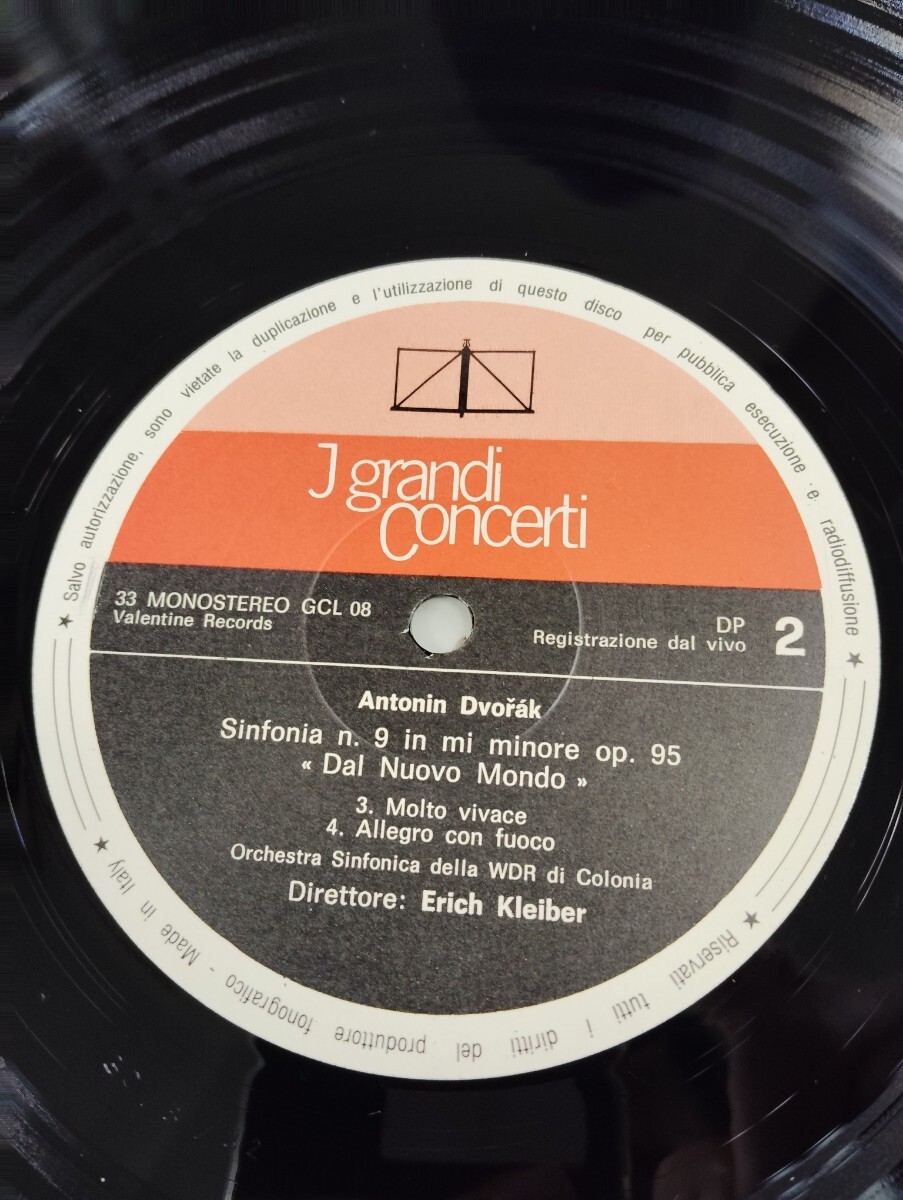 ★ Salvo autorizzazione, sono vietate la duplicazione e l'utilizzazione di questo disco per pubblica esecuzione e radiodiffusione ★
J grandi
concerti
33 MONOSTEREO GCL 08
Valentine Records
DP
Registrazione dal vivo
2
Antonin Dvořák
Sinfonia n. 9 in mi minore op. 95
« Dal Nuovo Mondo »
3. Molto vivace
4. Allegro con fuoco
Orchestra Sinfonica della WDR di Colonia
Direttore: Erich Kleiber
★ Riservati tutti i diritti del produttore fonografico - Made in Italy ★